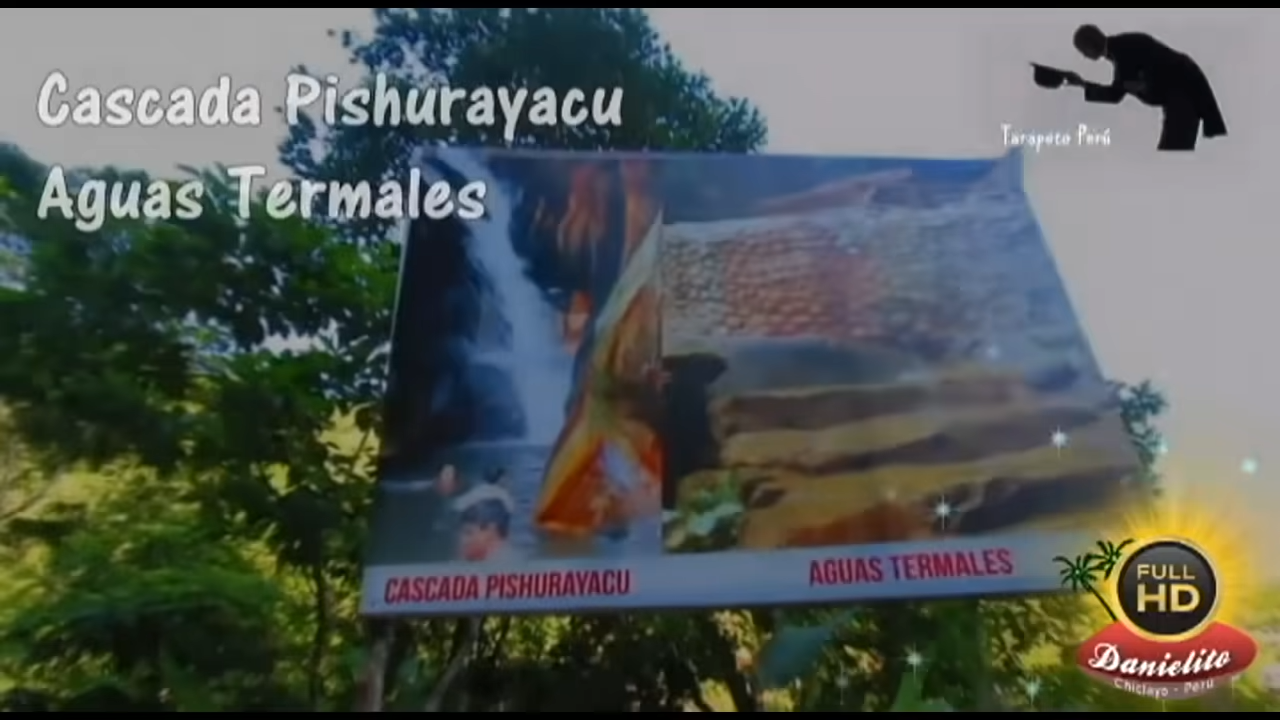 Cascada Pishurayacu
Aguas Termales
Tarapoto Perú
CASCADA PISHURAYACU
AGUAS TERMALES
FULL
HD
Danielito
Chiclayo - Perú